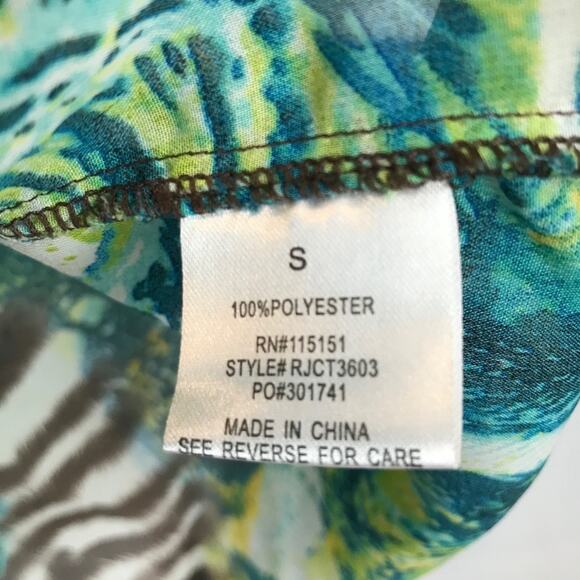 S
100%POLYESTER
RN#115151
STYLE# RJCT3603
PO#301741
MADE IN CHINA
SEE REVERSE FOR CARE